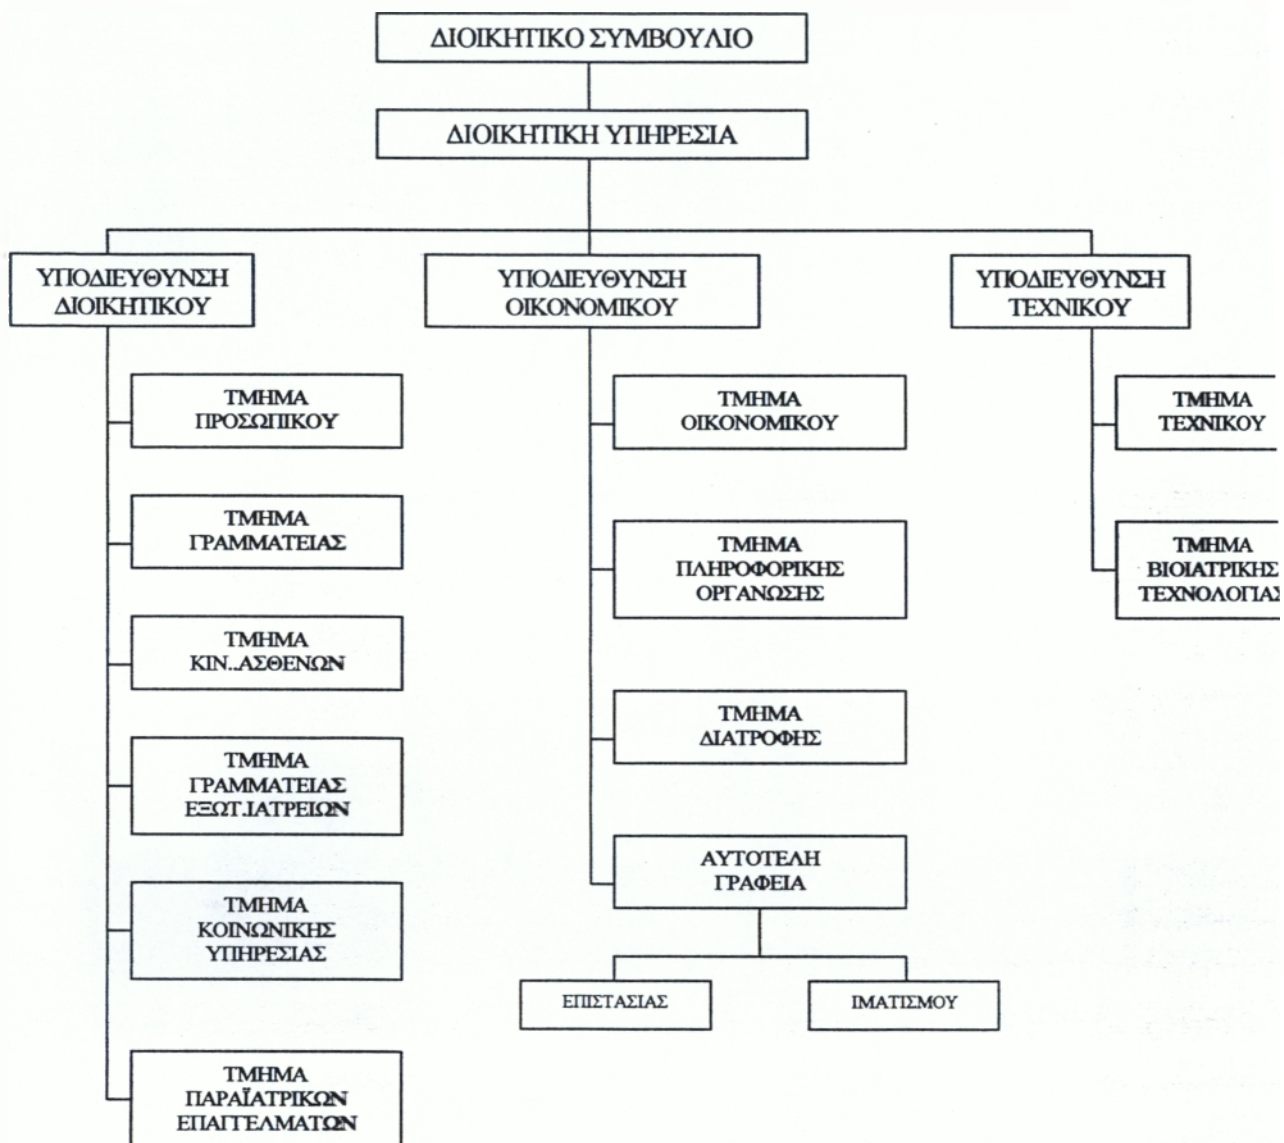 ΔΙΟΙΚΗΤΙΚΟ ΣΥΜΒΟΥΛΙΟ
ΔΙΟΙΚΗΤΙΚΗ ΥΠΗΡΕΣΙΑ
ΥΠΟΔΙΕΥΘΥΝΣΗ
ΔΙΟΙΚΗΤΙΚΟΥ
ΤΜΗΜΑ
ΠΡΟΣΩΠΙΚΟΥ
ΤΜΗΜΑ
ΓΡΑΜΜΑΤΕΙΑΣ
ΤΜΗΜΑ
ΚΙΝ..ΑΣΘΕΝΩΝ
ΤΜΗΜΑ
ΓΡΑΜΜΑΤΕΙΑΣ
ΕΞΩΤ.ΙΑΤΡΕΙΩΝ
ΤΜΗΜΑ
ΚΟΙΝΩΝΙΚΗΣ
ΥΠΗΡΕΣΙΑΣ
ΤΜΗΜΑ
ΠΑΡΑΪΑΤΡΙΚΩΝ
ΕΠΑΓΓΕΛΜΑΤΩΝ
ΥΠΟΔΙΕΥΘΥΝΣΗ
ΟΙΚΟΝΟΜΙΚΟΥ
ΤΜΗΜΑ
ΟΙΚΟΝΟΜΙΚΟΥ
ΤΜΗΜΑ
ΠΛΗΡΟΦΟΡΙΚΗΣ
ΟΡΓΑΝΩΣΗΣ
ΤΜΗΜΑ
ΔΙΑΤΡΟΦΗΣ
ΑΥΤΟΤΕΛΗ
ΓΡΑΦΕΙΑ
ΕΠΙΣΤΑΣΙΑΣ
ΙΜΑΤΙΣΜΟΥ
ΥΠΟΔΙΕΥΘΥΝΣΗ
ΤΕΧΝΙΚΟΥ
ΤΜΗΜΑ
ΤΕΧΝΙΚΟΥ
ΤΜΗΜΑ
ΒΙΟΙΑΤΡΙΚΗΣ
ΤΕΧΝΟΛΟΓΙΑΣ